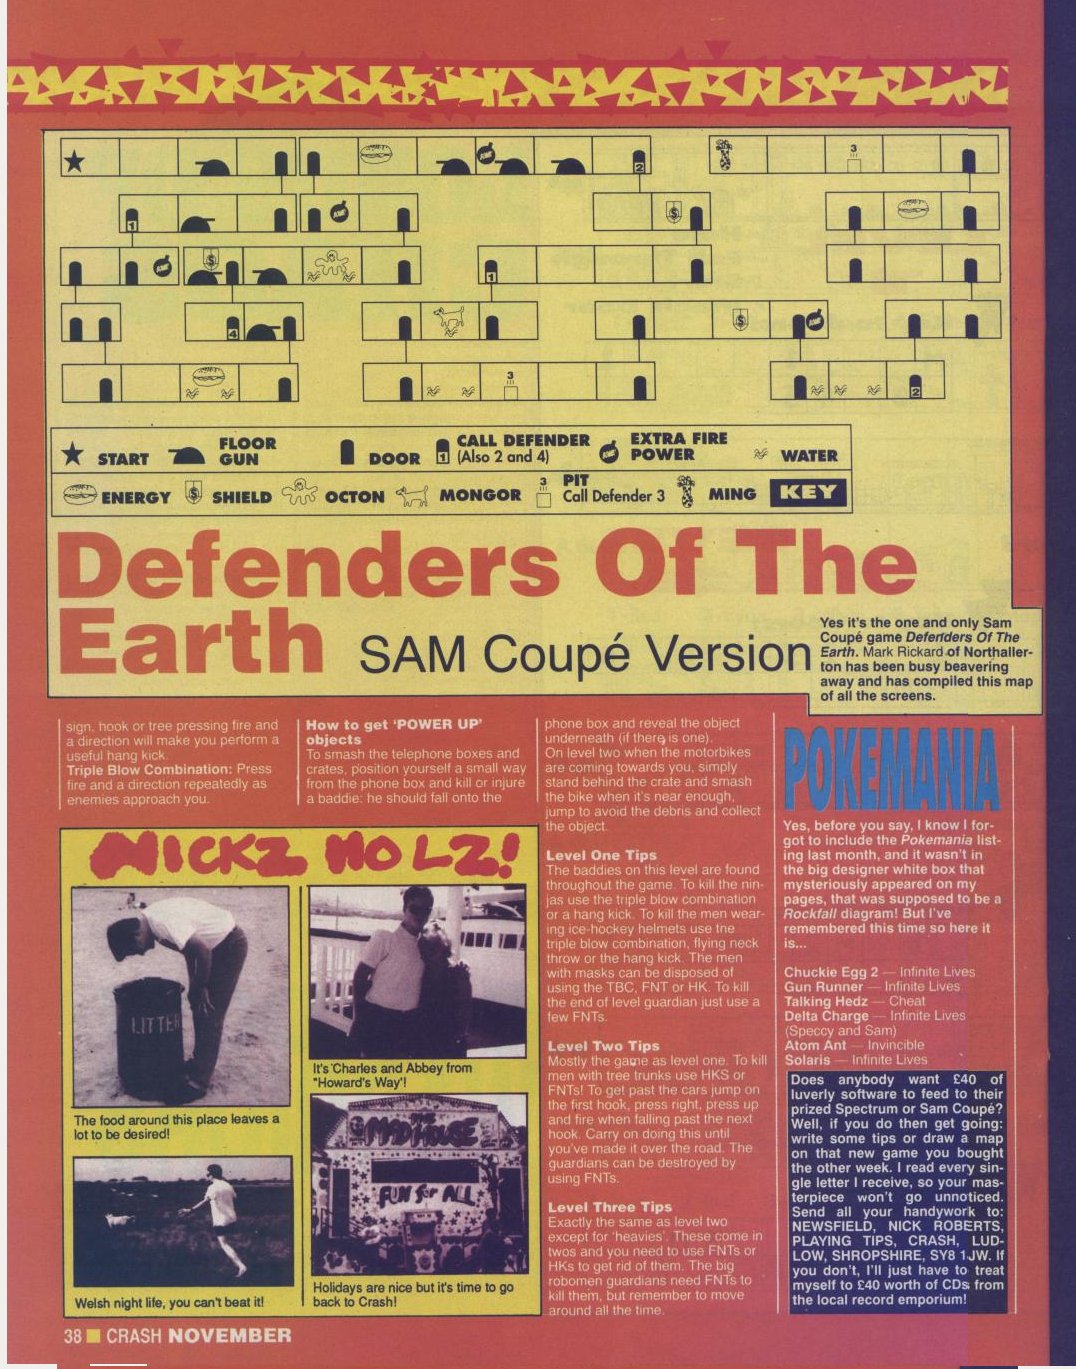 2
3
1
1
4
3
2
START
FLOOR
GUN
DOOR
1
CALL DEFENDER
(Also 2 and 4)
EXTRA FIRE
POWER
WATER
ENERGY
SHIELD
OCTON
MONGOR
3
PIT
Call Defender 3
MING
KEY
Defenders Of The
Earth SAM Coupé Version
Yes it's the one and only Sam
Coupé game Defenders Of The
Earth. Mark Rickard of Northaller-
ton has been busy beavering
away and has compiled this map
of all the screens.
sign, hook or tree pressing fire and
a direction will make you perform a
useful hang kick.
Triple Blow Combination: Press
fire and a direction repeatedly as
enemies approach you.
How to get 'POWER UP'
objects
To smash the telephone boxes and
crates, position yourself a small way
from the phone box and kill or injure
a baddie: he should fall onto the
phone box and reveal the object
underneath (if there is one).
On level two when the motorbikes
are coming towards you, simply
stand behind the crate and smash
the bike when it's near enough,
jump to avoid the debris and collect
the object.
Level One Tips
The baddies on this level are found
throughout the game. To kill the nin-
jas use the triple blow combination
or a hang kick. To kill the men wear-
ing ice-hockey helmets use the
triple blow combination, flying neck
throw or the hang kick. The men
with masks can be disposed of
using the TBC, FNT or HK. To kill
the end of level guardian just use a
few FNTs.
Level Two Tips
Mostly the game as level one. To kill
men with tree trunks use HKS or
FNTs! To get past the cars jump on
the first hook, press right, press up
and fire when falling past the next
hook. Carry on doing this until
you've made it over the road. The
guardians can be destroyed by
using FNTs.
Level Three Tips
Exactly the same as level two
except for 'heavies'. These come in
twos and you need to use FNTs or
HKs to get rid of them. The big
robomen guardians need FNTs to
kill them, but remember to move
around all the time.
NICKZ HOLZ!
LITTER
The food around this place leaves a
lot to be desired!
It's Charles and Abbey from
"Howard's Way'!
Welsh night life, you can't beat it!
THE
MADHOUSE
FUN for ALL
Holidays are nice but it's time to go
back to Crash!
POKEMANIA
Yes, before you say, I know I for-
got to include the Pokemania list-
ing last month, and it wasn't in
the big designer white box that
mysteriously appeared on my
pages, that was supposed to be a
Rockfall diagram! But I've
remembered this time so here it
is...
Chuckie Egg 2 — Infinite Lives
Gun Runner — Infinite Lives
Talking Hedz — Cheat
Delta Charge — Infinite Lives
(Speccy and Sam)
Atom Ant — Invincible
Solaris — Infinite Lives
Does anybody want £40 of
luverly software to feed to their
prized Spectrum or Sam Coupé?
Well, if you do then get going:
write some tips or draw a map
on that new game you bought
the other week. I read every sin-
gle letter I receive, so your mas-
terpiece won't go unnoticed.
Send all your handywork to:
NEWSFIELD, NICK ROBERTS,
PLAYING TIPS, CRASH, LUD-
LOW, SHROPSHIRE, SY8 1JW. If
you don't, I'll just have to treat
myself to £40 worth of CDs from
the local record emporium!
38 CRASH NOVEMBER